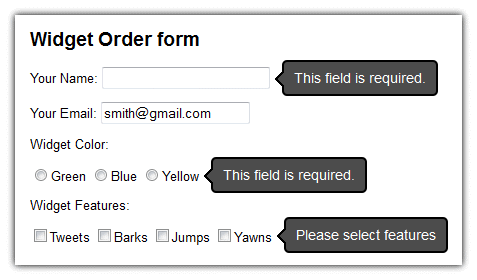 Widget Order form
Your Name: This field is required.
Your Email: smith@gmail.com
Widget Color:
Green Blue Yellow This field is required.
Widget Features:
Tweets Barks Jumps Yawns Please select features